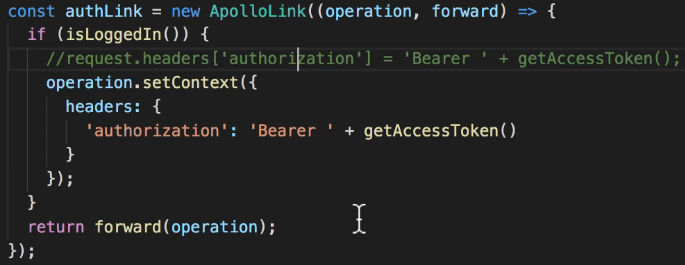 const authLink = new ApolloLink((operation, forward) => {
  if (isLoggedIn()) {
    //request.headers['authorization'] = 'Bearer ' + getAccessToken();
    operation.setContext({
      headers: {
        'authorization': 'Bearer ' + getAccessToken()
      }
    });
  }
  return forward(operation);
});